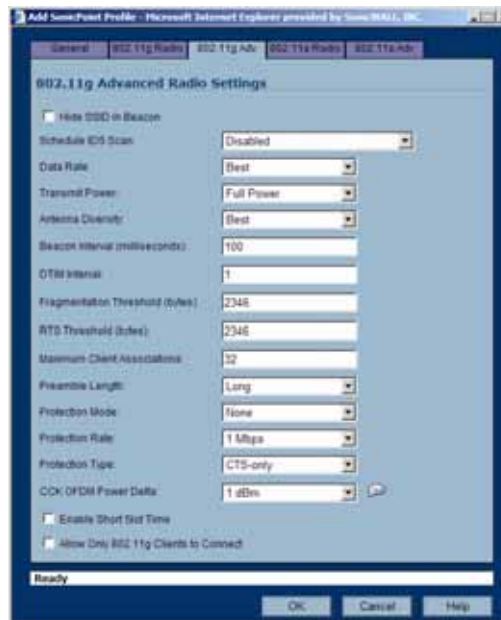 Add SonicPoint Profile - Microsoft Internet Explorer provided by SonicWALL, INC.
General 802.11g Radio 802.11g Adv 802.11a Radio 802.11a Adv
802.11g Advanced Radio Settings
Hide SSID in Beacon
Schedule IDS Scan: Disabled
Data Rate: Best
Transmit Power: Full Power
Antenna Diversity: Best
Beacon Interval (milliseconds): 100
DTIM Interval: 1
Fragmentation Threshold (bytes): 2346
RTS Threshold (bytes): 2346
Maximum Client Associations: 32
Preamble Length: Long
Protection Mode: None
Protection Rate: 1 Mbps
Protection Type: CTS-only
CCK OFDM Power Delta: 1 dBm
Enable Short Slot Time
Allow Only 802.11g Clients to Connect
Ready
OK Cancel Help